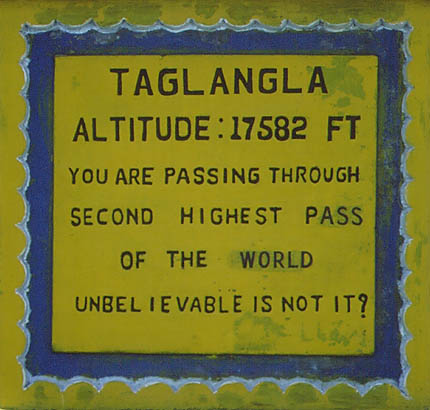 TAGLANGLA
ALTITUDE: 17582 FT
YOU ARE PASSING THROUGH
SECOND HIGHEST PASS
OF THE WORLD
UNBELIEVABLE IS NOT IT?